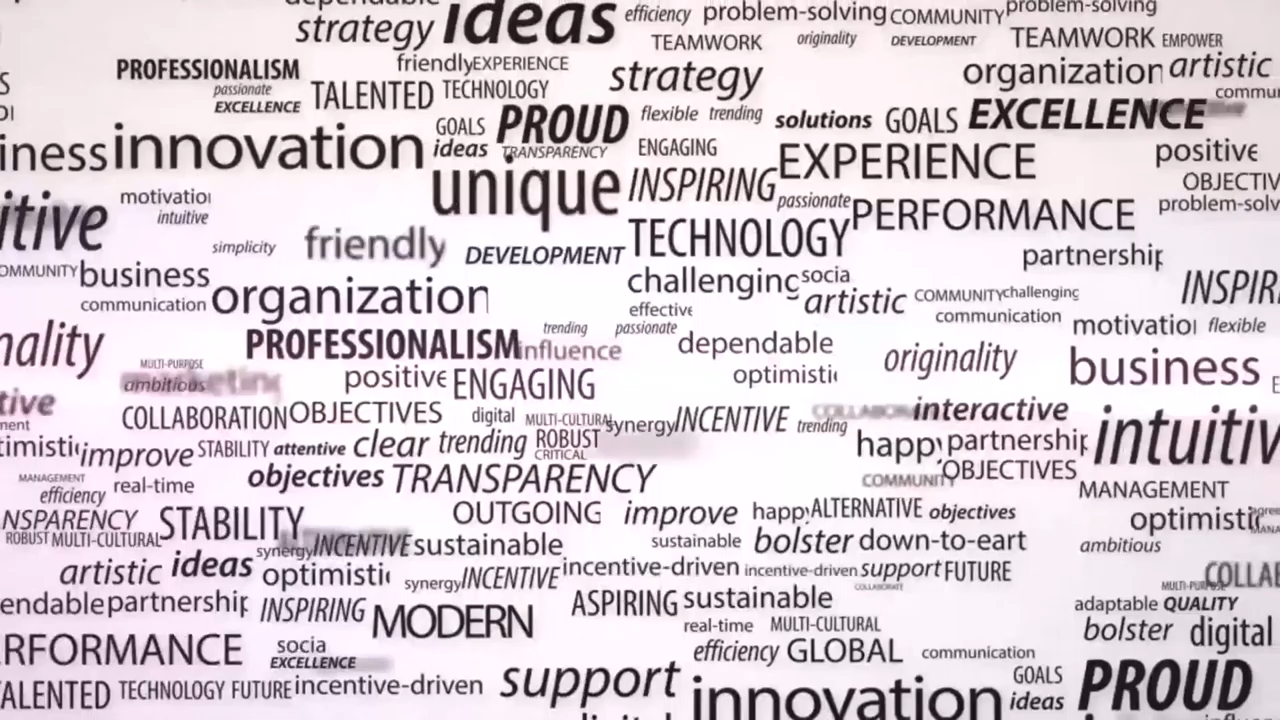 dependable
strategy ideas efficiency problem-solving COMMUNITY problem-solving
TEAMWORK originality DEVELOPMENT TEAMWORK EMPOWER
PROFESSIONALISM friendly EXPERIENCE strategy organization artistic
passionate EXCELLENCE TALENTED TECHNOLOGY
GOALS PROUD flexible trending solutions GOALS EXCELLENCE
iness innovation ideas TRANSPARENCY ENGAGING EXPERIENCE positive
unique INSPIRING passionate PERFORMANCE OBJECTIV
itive motivatio intuitive problem-solv
simplicity friendly DEVELOPMENT TECHNOLOGY partnership
OMMUNITY business challenging socia INSPIR
communication organization effective artistic COMMUNITY challenging
communication motivatio flexible
nality PROFESSIONALISM influence trending passionate dependable originality business
MULTI-PURPOSE ambitious marketing positive ENGAGING optimisti
tive COLLABORATION OBJECTIVES digital MULTI-CULTURAL synergy INCENTIVE trending interactive
timisti improve STABILITY attentive clear trending ROBUST CRITICAL happ partnership intuitiv
MANAGEMENT efficiency real-time objectives TRANSPARENCY COMMUNITY OBJECTIVES MANAGEMENT
NSPARENCY STABILITY OUTGOING improve happ ALTERNATIVE objectives optimisti
ROBUST MULTI-CULTURAL synergy INCENTIVE sustainable sustainable bolster down-to-eart ambitious
artistic ideas optimisti synergy INCENTIVE incentive-driven incentive-driven support FUTURE COLLA
MULTI-PURPOSE
endable partnership INSPIRING MODERN ASPIRING sustainable adaptable QUALITY
real-time MULTI-CULTURAL bolster digital
RFORMANCE socia EXCELLENCE efficiency GLOBAL communication
ALENTED TECHNOLOGY FUTURE incentive-driven support innovation GOALS ideas PROUD